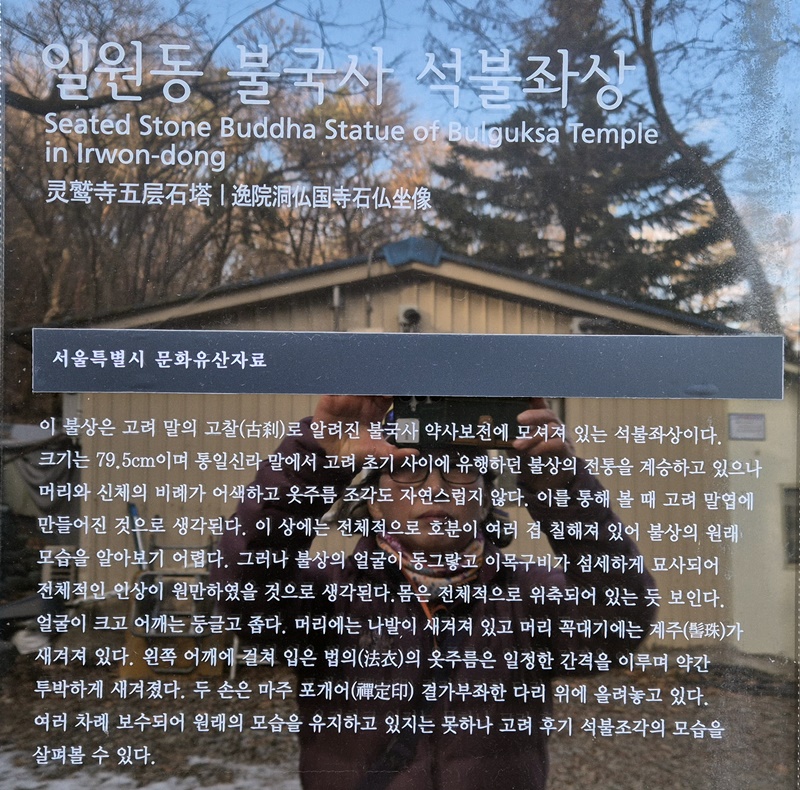 일원동 불국사 석불좌상
Seated Stone Buddha Statue of Bulguksa Temple
in Irwon-dong
灵鹫寺五层石塔 | 逸院洞仏国寺石仏坐像
서울특별시 문화유산자료
이 불상은 고려 말의 고찰(古刹)로 알려진 불국사 약사보전에 모셔져 있는 석불좌상이다.
크기는 79.5cm이며 통일신라 말에서 고려 초기 사이에 유행하던 불상의 전통을 계승하고 있으나
머리와 신체의 비례가 어색하고 옷주름 조각도 자연스럽지 않다. 이를 통해 볼 때 고려 말엽에
만들어진 것으로 생각된다. 이 상에는 전체적으로 호분이 여러 겹 칠해져 있어 불상의 원래
모습을 알아보기 어렵다. 그러나 불상의 얼굴이 동그랗고 이목구비가 섬세하게 묘사되어
전체적인 인상이 원만하였을 것으로 생각된다.몸은 전체적으로 위축되어 있는 듯 보인다.
얼굴이 크고 어깨는 둥글고 좁다. 머리에는 나발이 새겨져 있고 머리 꼭대기에는 계주(髻珠)가
새겨져 있다. 왼쪽 어깨에 걸쳐 입은 법의(法衣)의 옷주름은 일정한 간격을 이루며 약간
투박하게 새겨졌다. 두 손은 마주 포개어(禪定印) 결가부좌한 다리 위에 올려놓고 있다.
여러 차례 보수되어 원래의 모습을 유지하고 있지는 못하나 고려 후기 석불조각의 모습을
살펴볼 수 있다.